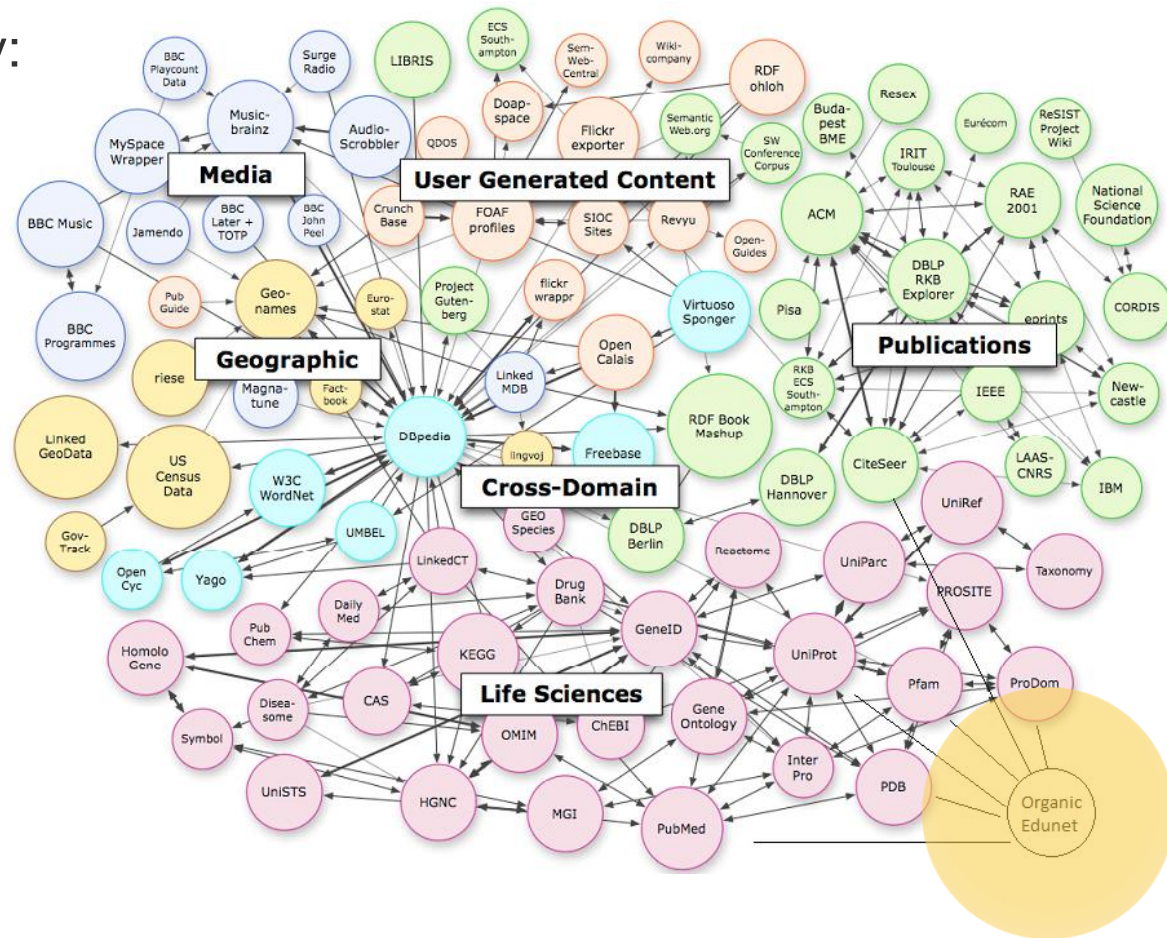 y:
BBC
Playcount
Data
Surge
Radio
LIBRIS
ECS
South-
ampton
Sem-
Web-
Central
Wiki-
company
RDF
ohloh
MySpace
Wrapper
Music-
brainz
Audio-
Scrobbler
QDOS
Doap-
space
Flickr
exporter
Semantic
Web.org
SW
Conference
Corpus
Buda-
pest
BME
Resex
Eurécom
ReSIST
Project
Wiki
IRIT
Toulouse
RAE
2001
National
Science
Foundation
Media
User Generated Content
BBC Music
Jamendo
BBC
Later +
TOTP
BBC
John
Peel
Crunch
Base
FOAF
profiles
SIOC
Sites
Revyu
Open-
Guides
ACM
DBLP
RKB
Explorer
BBC
Programmes
Pub
Guide
Geo-
names
Euro-
stat
Project
Guten-
berg
flickr
wrappr
Virtuoso
Sponger
Pisa
eprints
CORDIS
Geographic
Publications
riese
Magna-
tune
Fact-
book
Linked
MDB
Open
Calais
RKB
ECS
South-
ampton
IEEE
New-
castle
Linked
GeoData
US
Census
Data
DBpedia
lingvoj
Freebase
RDF Book
Mashup
CiteSeer
LAAS-
CNRS
IBM
W3C
WordNet
Cross-Domain
DBLP
Hannover
UniRef
Gov-
Track
Open
Cyc
Yago
UMBEL
LinkedCT
GEO
Species
DBLP
Berlin
Reactome
UniParc
Taxonomy
PROSITE
Daily
Med
Drug
Bank
Pub
Chem
Homolo
Gene
KEGG
GeneID
UniProt
Pfam
ProDom
Life Sciences
Disea-
some
CAS
Symbol
OMIM
ChEBI
Gene
Ontology
Inter
Pro
PDB
UniSTS
HGNC
MGI
PubMed
Organic
Edunet